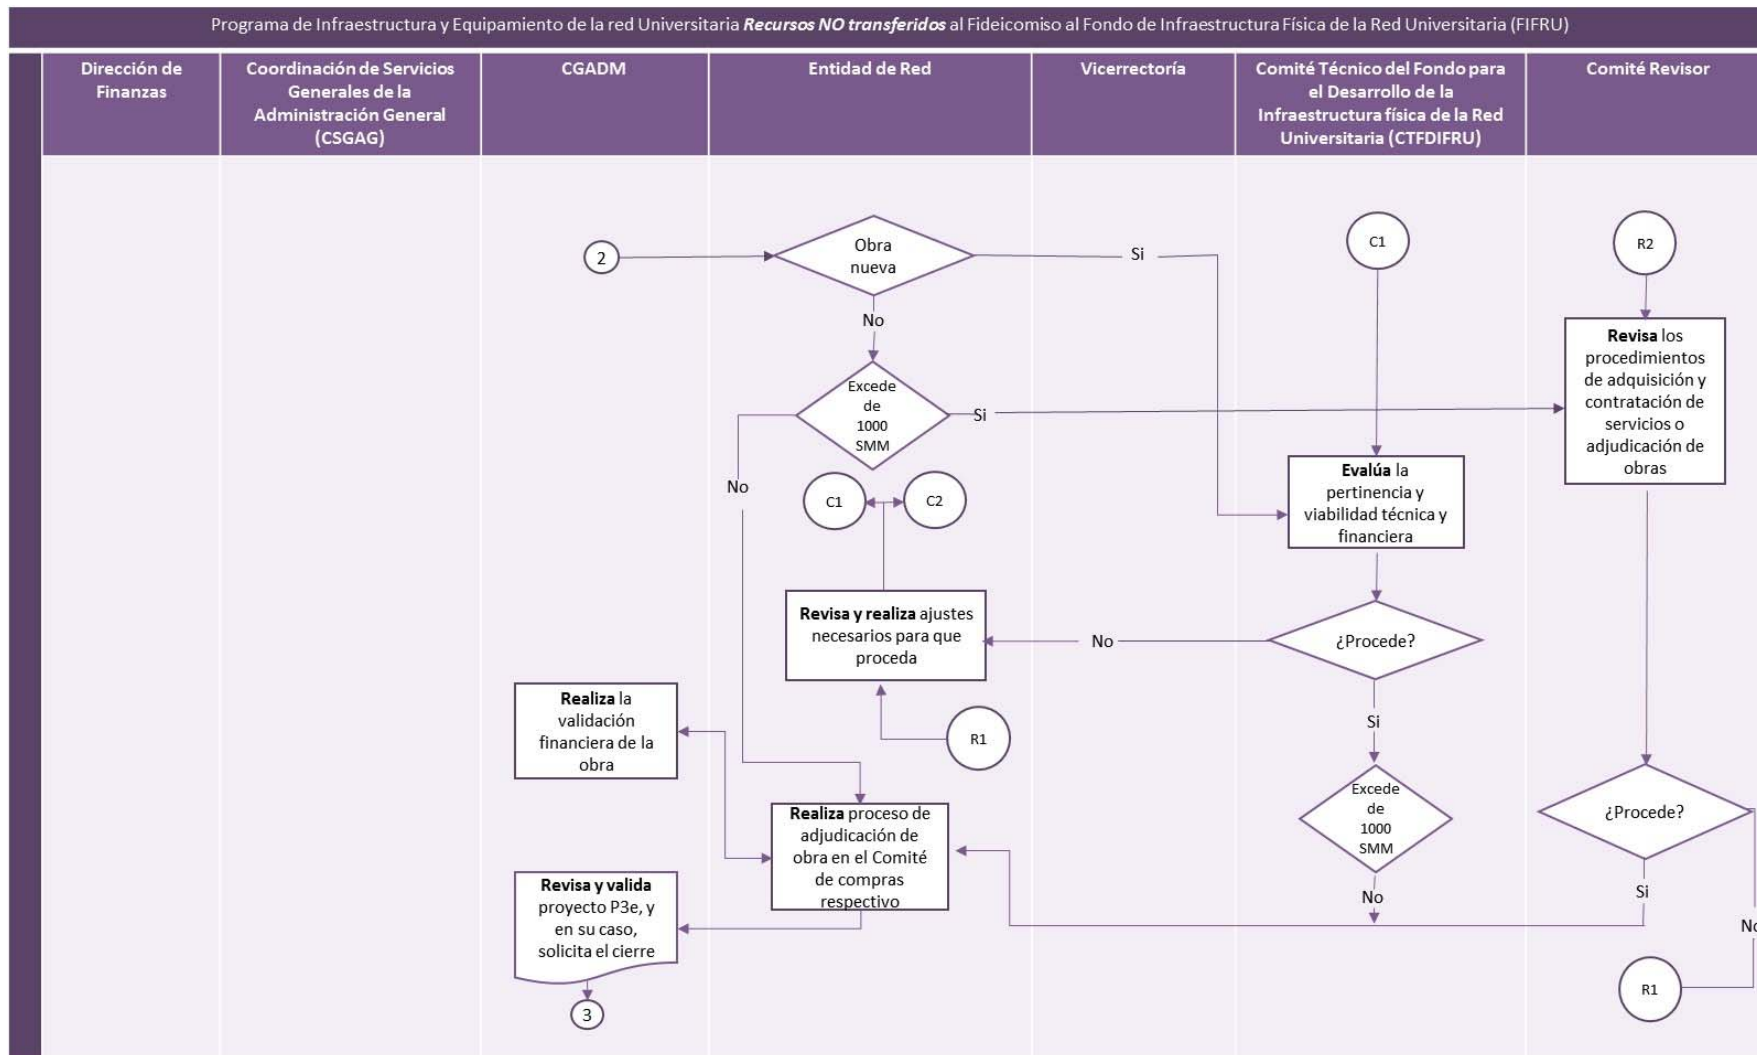 Programa de Infraestructura y Equipamiento de la red Universitaria Recursos NO transferidos al Fideicomiso al Fondo de Infraestructura Física de la Red Universitaria (FIFRU)
Dirección de
Finanzas
Coordinación de Servicios
Generales de la
Administración General
(CSGAG)
CGADM
Entidad de Red
Vicerrectoría
Comité Técnico del Fondo para
el Desarrollo de la
Infraestructura física de la Red
Universitaria (CTFDIFRU)
Comité Revisor
2
Obra
nueva
Si
C1
R2
No
Revisa los
procedimientos
de adquisición y
contratación de
servicios o
adjudicación de
obras
Excede
de
1000
SMM
Si
No
C1
C2
Evalúa la
pertinencia y
viabilidad técnica y
financiera
Revisa y realiza ajustes
necesarios para que
proceda
No
¿Procede?
Realiza la
validación
financiera de la
obra
R1
Si
Excede
de
1000
SMM
¿Procede?
Realiza proceso de
adjudicación de
obra en el Comité
de compras
respectivo
Revisa y valida
proyecto P3e, y
en su caso,
solicita el cierre
No
Si
No
R1
3